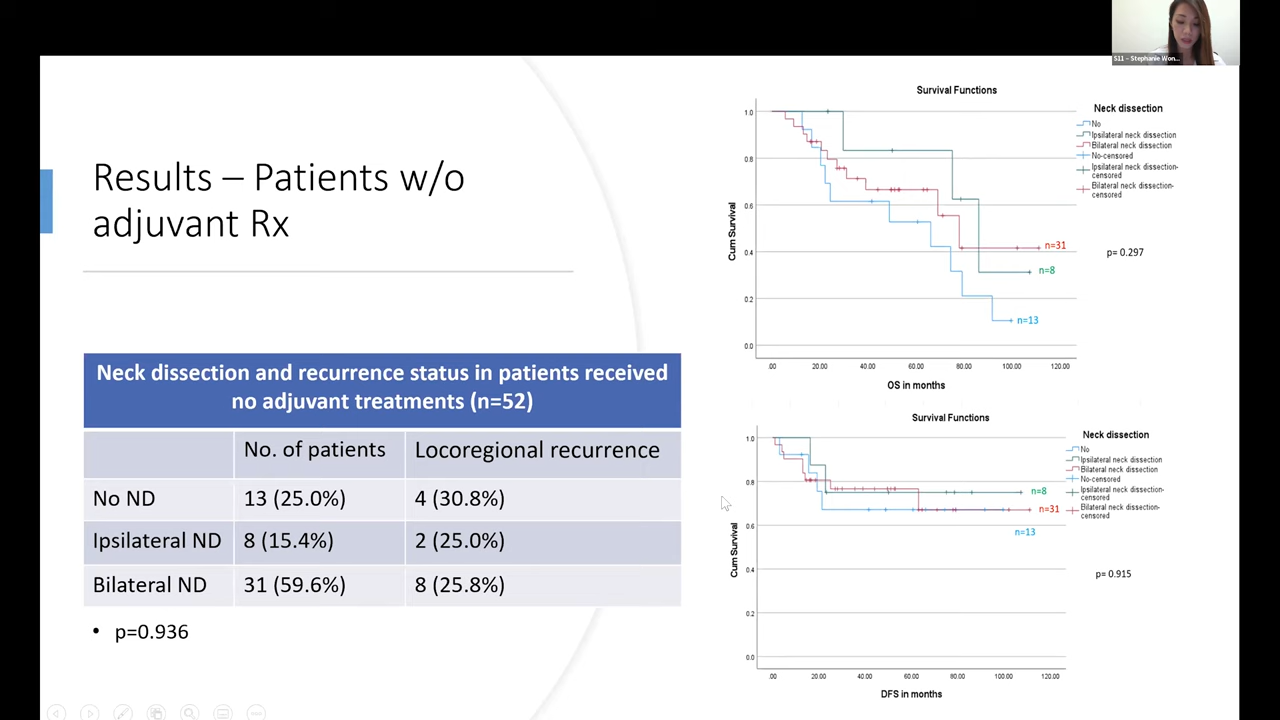 S11 – Stephanie Won...
Results – Patients w/o
adjuvant Rx
Neck dissection and recurrence status in patients received
no adjuvant treatments (n=52)
No. of patients Locoregional recurrence
No ND 13 (25.0%) 4 (30.8%)
Ipsilateral ND 8 (15.4%) 2 (25.0%)
Bilateral ND 31 (59.6%) 8 (25.8%)
• p=0.936
Survival Functions
Cum Survival
1.0
0.8
0.6
0.4
0.2
0.0
.00 20.00 40.00 60.00 80.00 100.00 120.00
OS in months
n=31
n=8
n=13
Neck dissection
No
Ipsilateral neck dissection
Bilateral neck dissection
No-censored
Ipsilateral neck dissection-
censored
Bilateral neck dissection-
censored
p= 0.297
Survival Functions
Cum Survival
1.0
0.8
0.6
0.4
0.2
0.0
.00 20.00 40.00 60.00 80.00 100.00 120.00
DFS in months
n=8
n=31
n=13
Neck dissection
No
Ipsilateral neck dissection
Bilateral neck dissection
No-censored
Ipsilateral neck dissection-
censored
Bilateral neck dissection-
censored
p= 0.915